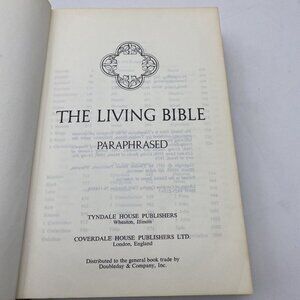 THE LIVING BIBLE
PARAPHRASED
TYNDALE HOUSE PUBLISHERS
Wheaton, Illinois
COVERDALE HOUSE PUBLISHERS LTD.
London, England
Distributed to the general book trade by
Doubleday & Company, Inc.